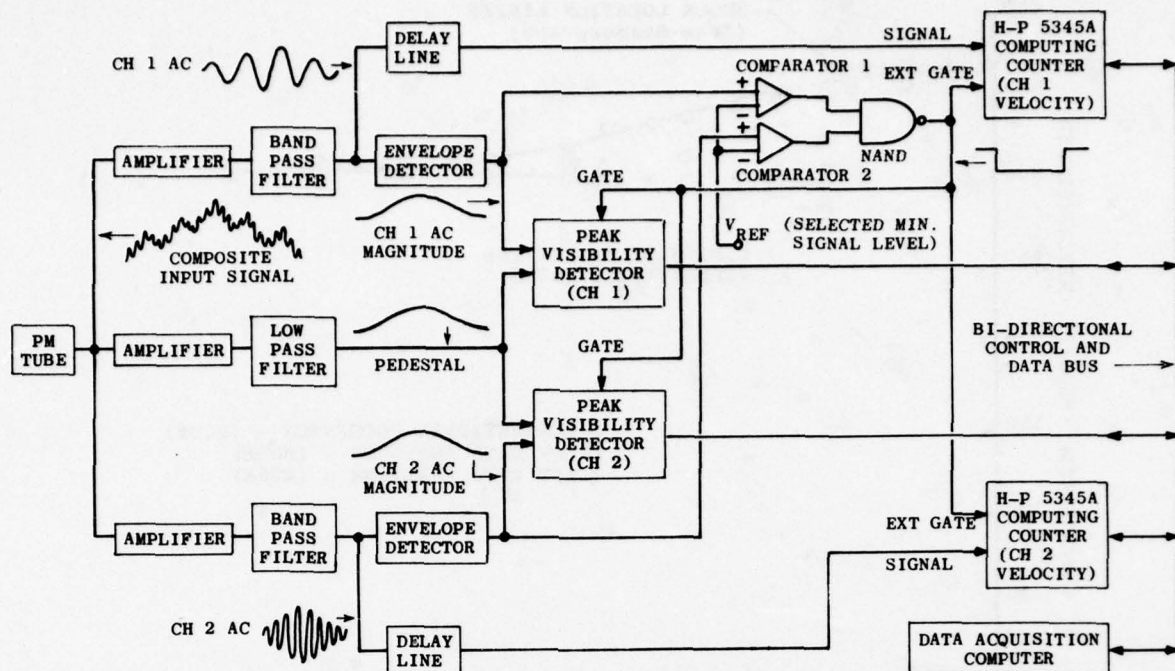 DELAY
LINE
CH 1 AC
SIGNAL
H-P 5345A
COMPUTING
COUNTER
(CH 1
VELOCITY)
COMPARATOR 1
EXT GATE
+
-
+
-
NAND
COMPARATOR 2
AMPLIFIER
BAND
PASS
FILTER
ENVELOPE
DETECTOR
GATE
CH 1 AC
MAGNITUDE
COMPOSITE
INPUT SIGNAL
PEAK
VISIBILITY
DETECTOR
(CH 1)
VREF
(SELECTED MIN.
SIGNAL LEVEL)
PM
TUBE
AMPLIFIER
LOW
PASS
FILTER
PEDESTAL
GATE
BI-DIRECTIONAL
CONTROL AND
DATA BUS
PEAK
VISIBILITY
DETECTOR
(CH 2)
CH 2 AC
MAGNITUDE
AMPLIFIER
BAND
PASS
FILTER
ENVELOPE
DETECTOR
EXT GATE
SIGNAL
H-P 5345A
COMPUTING
COUNTER
(CH 2
VELOCITY)
CH 2 AC
DELAY
LINE
DATA ACQUISITION
COMPUTER